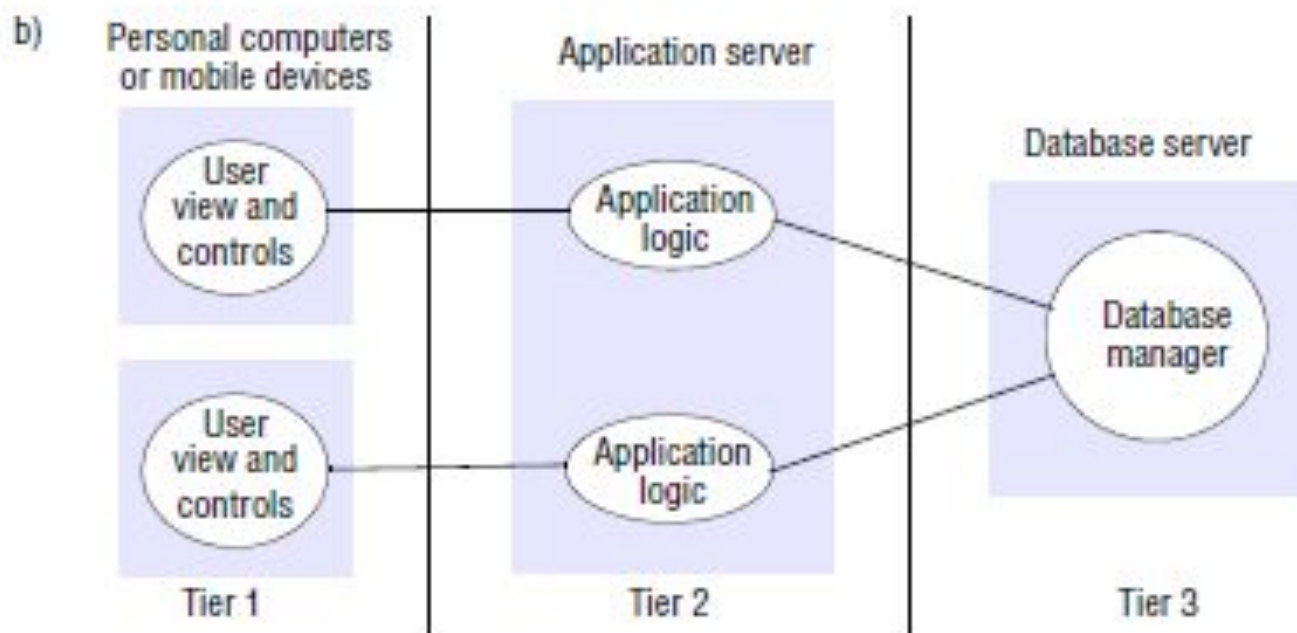 b)
Personal computers
or mobile devices
Application server
Database server
User
view and
controls
Application
logic
Database
manager
User
view and
controls
Application
logic
Tier 1
Tier 2
Tier 3